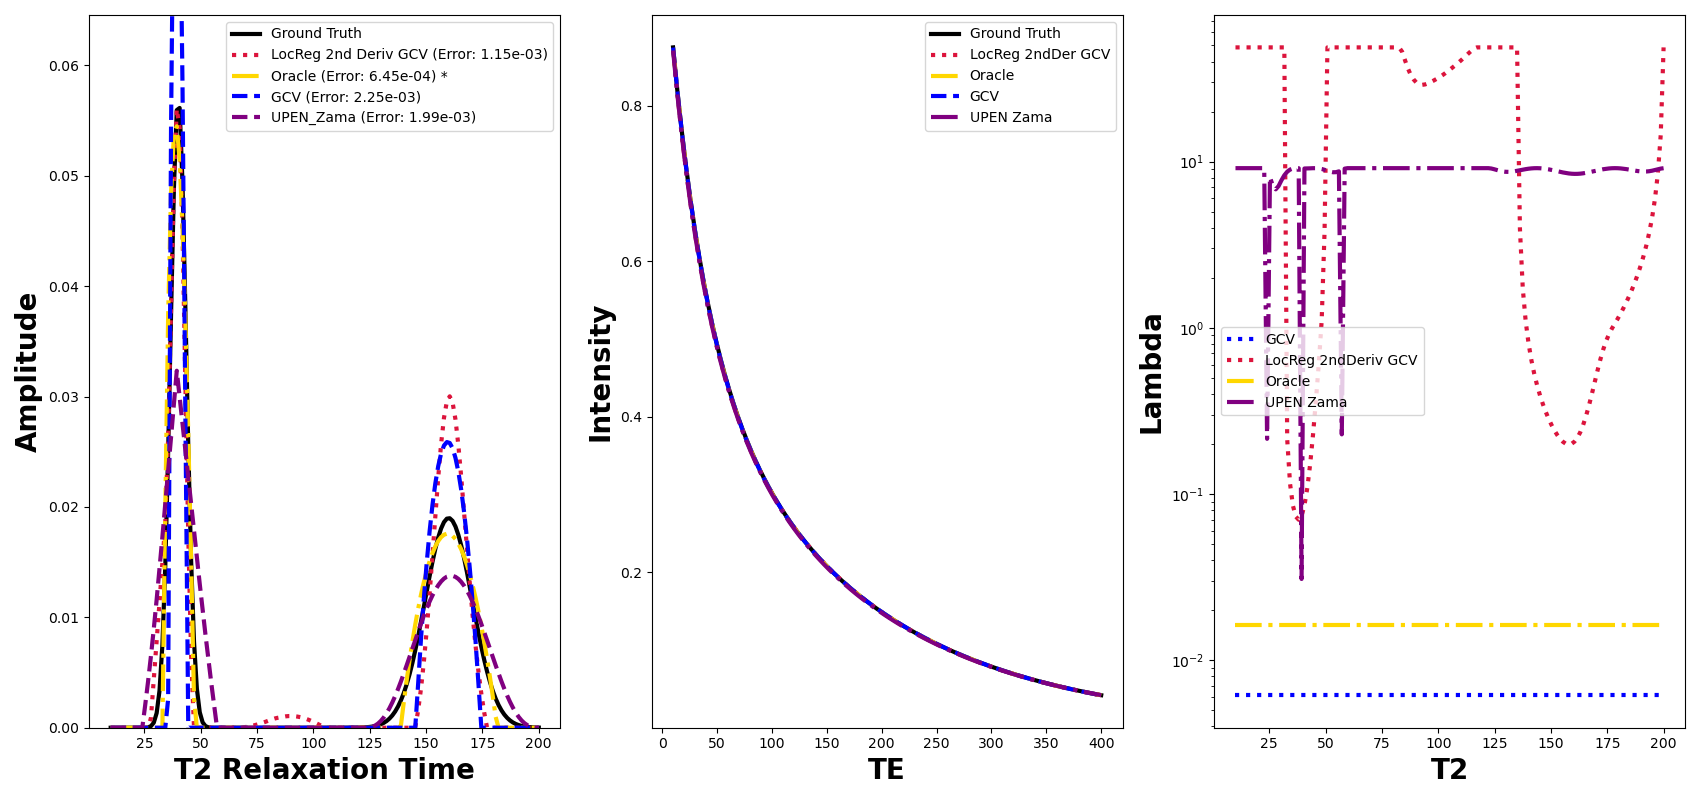 Ground Truth
LocReg 2nd Deriv GCV (Error: 1.15e-03)
Oracle (Error: 6.45e-04) *
GCV (Error: 2.25e-03)
UPEN_Zama (Error: 1.99e-03)
0.06
0.05
0.04
0.03
0.02
0.01
0.00
25 50 75 100 125 150 175 200
T2 Relaxation Time
Amplitude
Ground Truth
LocReg 2ndDer GCV
Oracle
GCV
UPEN Zama
0.8
0.6
0.4
0.2
0 50 100 150 200 250 300 350 400
TE
Intensity
10¹
10⁰
10⁻¹
10⁻²
GCV
LocReg 2ndDeriv GCV
Oracle
UPEN Zama
25 50 75 100 125 150 175 200
T2
Lambda